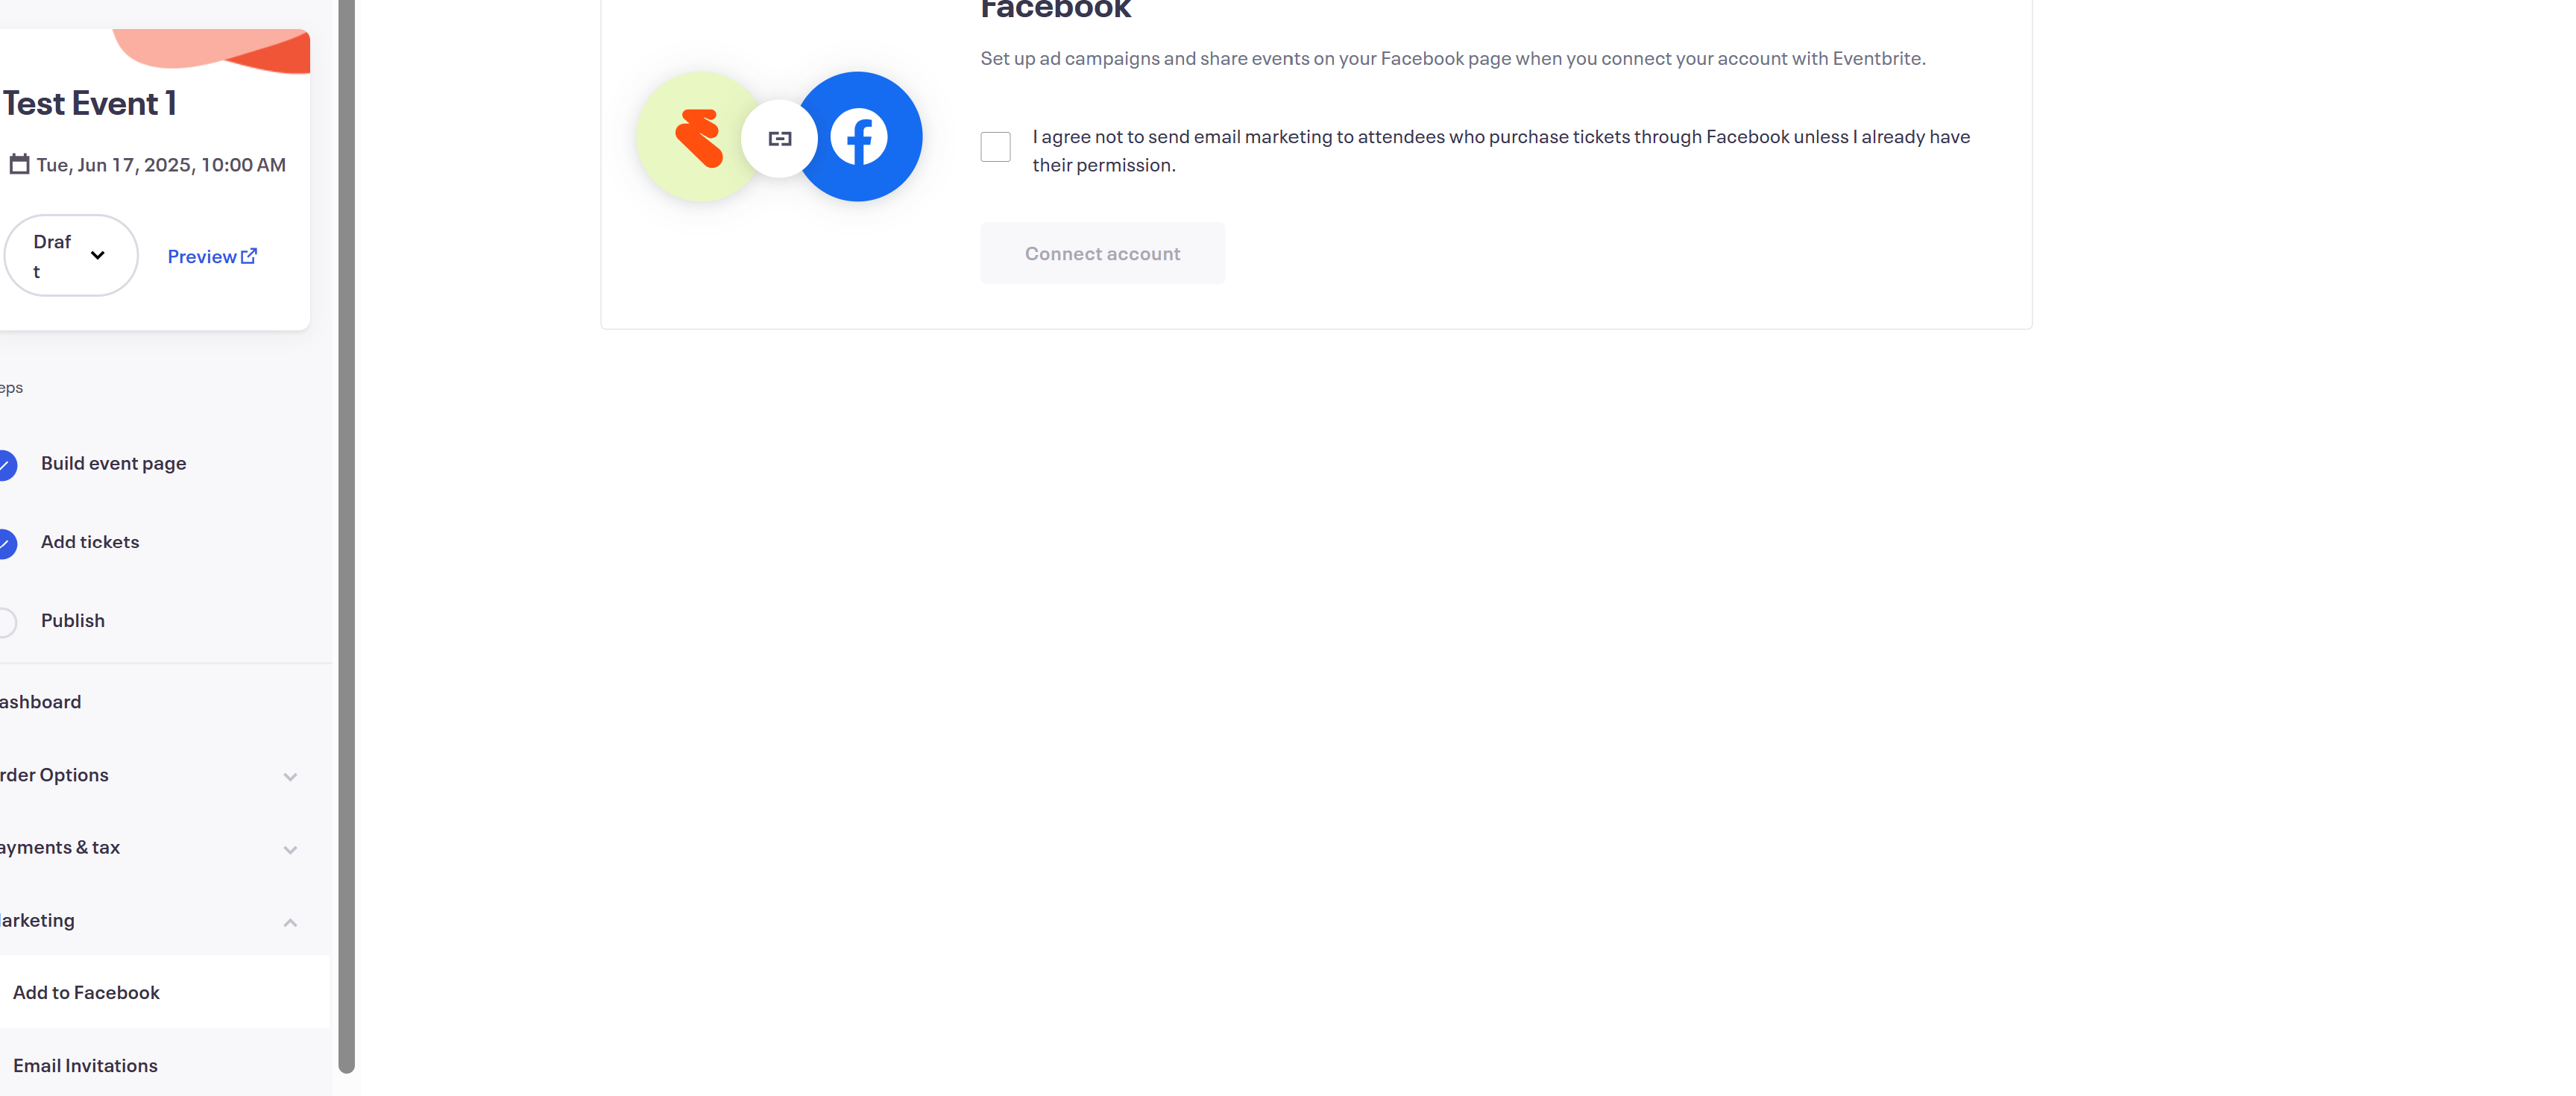 Test Event 1
Tue, Jun 17, 2025, 10:00 AM
Draf
t
Preview
eps
Build event page
Add tickets
Publish
ashboard
rder Options
ayments & tax
arketing
Add to Facebook
Email Invitations
Facebook
Set up ad campaigns and share events on your Facebook page when you connect your account with Eventbrite.
I agree not to send email marketing to attendees who purchase tickets through Facebook unless I already have
their permission.
Connect account